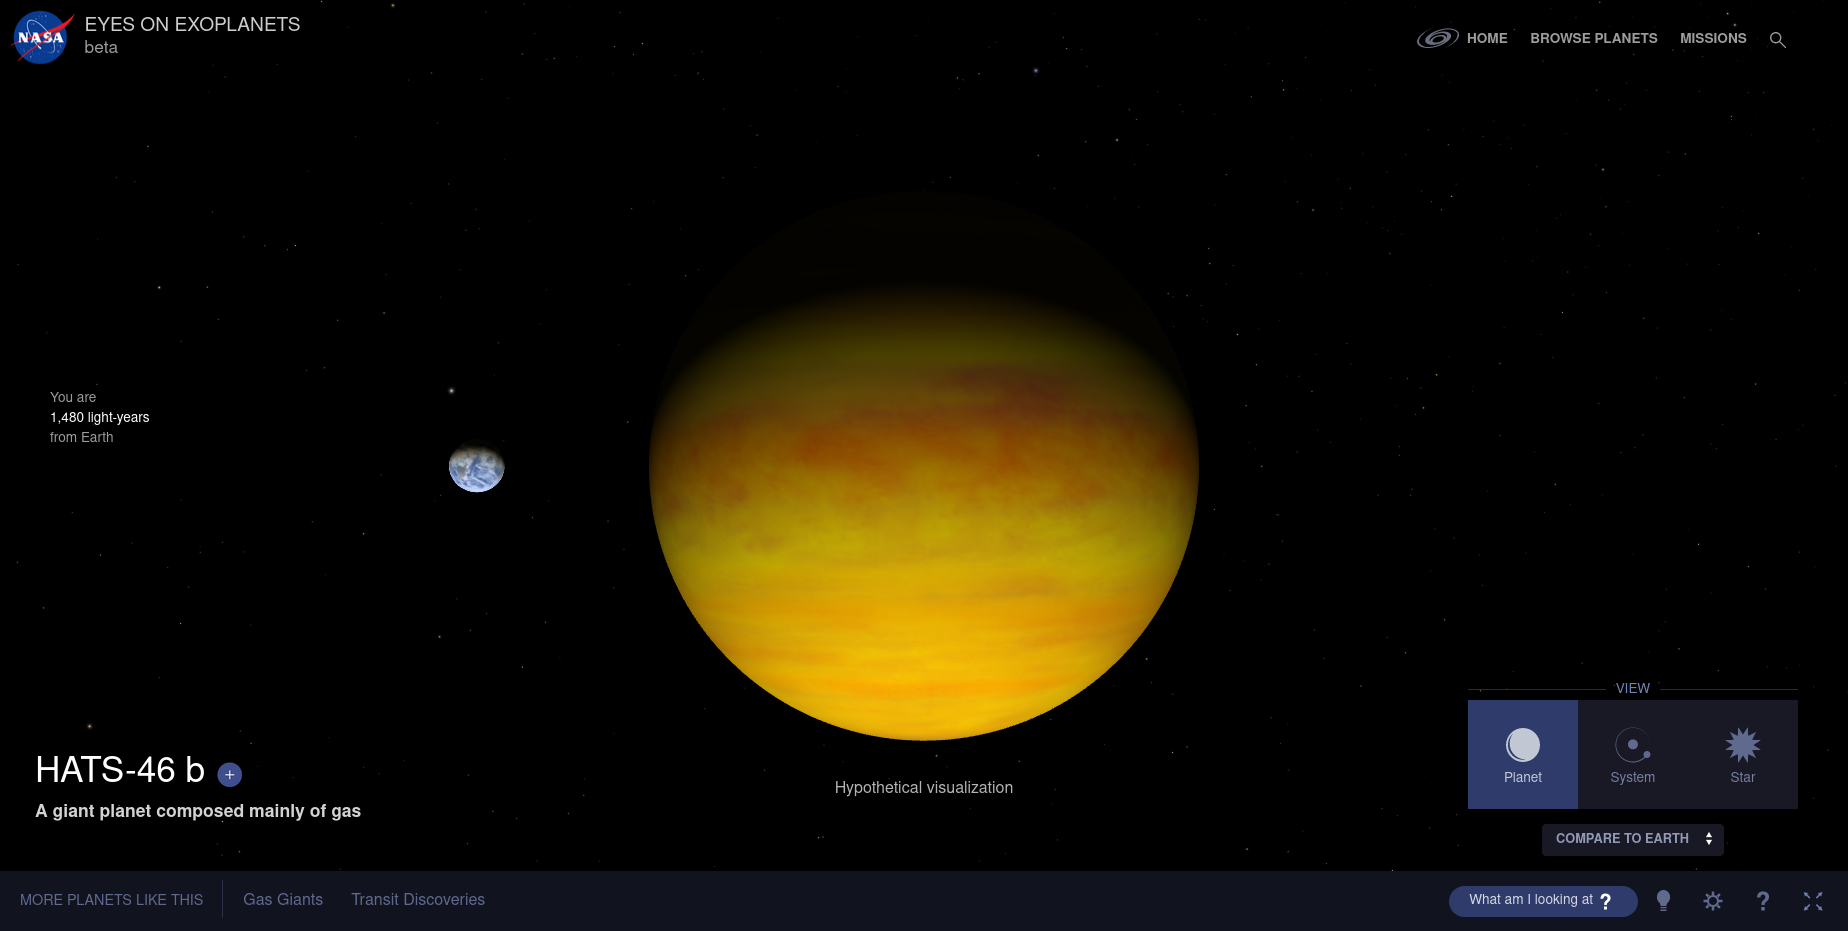 NASA
EYES ON EXOPLANETS
beta
HOME
BROWSE PLANETS
MISSIONS
You are
1,480 light-years
from Earth
HATS-46 b +
A giant planet composed mainly of gas
Hypothetical visualization
VIEW
Planet
System
Star
COMPARE TO EARTH
MORE PLANETS LIKE THIS
Gas Giants
Transit Discoveries
What am I looking at ?
?